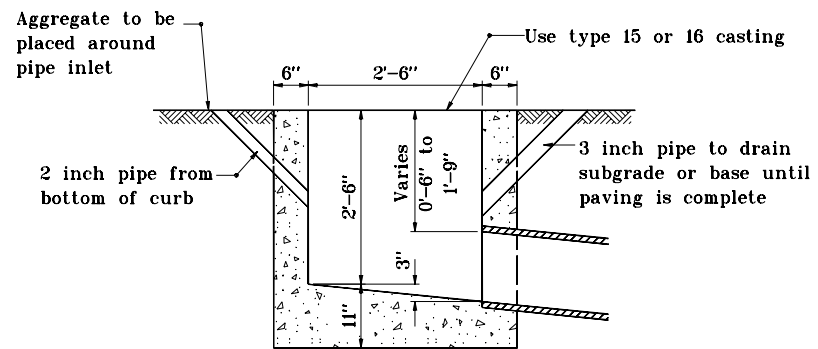 Aggregate to be
placed around
pipe inlet
Use type 15 or 16 casting
6"
2'-6"
6"
2 inch pipe from
bottom of curb
3 inch pipe to drain
subgrade or base until
paving is complete
2'-6"
Varies
0'-6" to
1'-9"
3"
11"